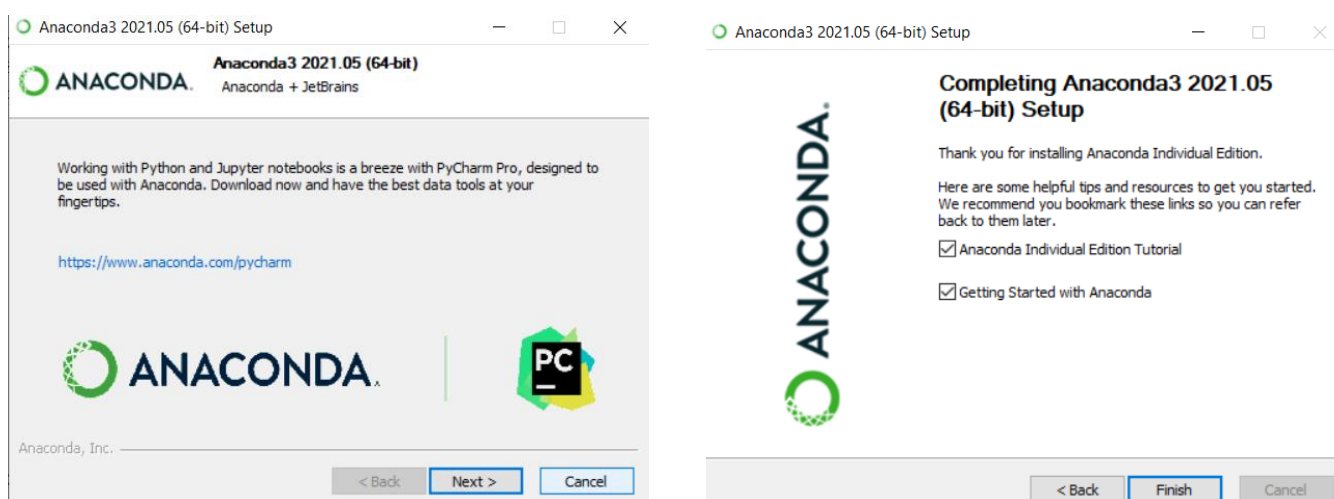 Anaconda3 2021.05 (64-bit) Setup
ANACONDA.
Anaconda3 2021.05 (64-bit)
Anaconda + JetBrains
Working with Python and Jupyter notebooks is a breeze with PyCharm Pro, designed to
be used with Anaconda. Download now and have the best data tools at your
fingertips.
https://www.anaconda.com/pycharm
ANACONDA.
PC
Anaconda, Inc.
< Back
Next >
Cancel
Anaconda3 2021.05 (64-bit) Setup
ANACONDA.
Completing Anaconda3 2021.05
(64-bit) Setup
Thank you for installing Anaconda Individual Edition.
Here are some helpful tips and resources to get you started.
We recommend you bookmark these links so you can refer
back to them later.
Anaconda Individual Edition Tutorial
Getting Started with Anaconda
< Back
Finish
Cancel